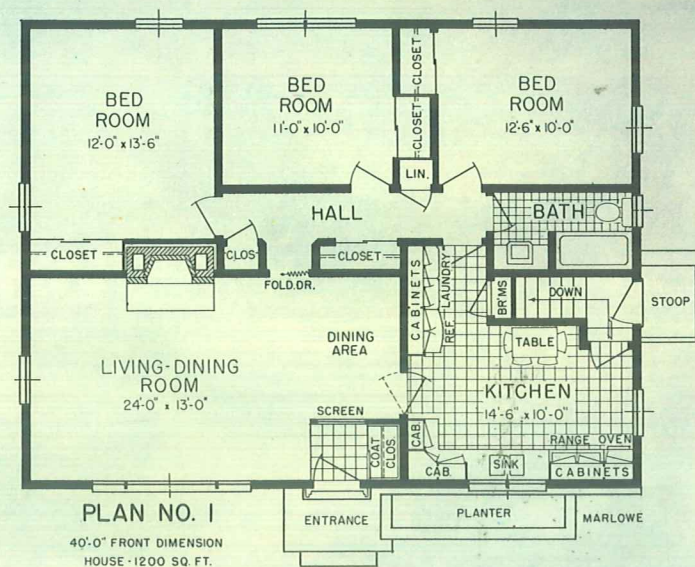 BED
ROOM
12'-0" x 13'-6"
BED
ROOM
11'-0" x 10'-0"
CLOSET
CLOSET
LIN.
BED
ROOM
12'-6" x 10'-0"
HALL
BATH
CLOSET
CLOS
FOLD.DR.
CLOSET
CABINETS
REF.
LAUNDRY
BR'MS
DOWN
STOOP
TABLE
DINING
AREA
LIVING-DINING
ROOM
24'-0" x 13'-0"
KITCHEN
14'-6" x 10'-0"
SCREEN
COAT
CLOS.
CAB.
CAB.
SINK
RANGE OVEN
CABINETS
PLAN NO. 1
40'-0" FRONT DIMENSION
HOUSE - 1200 SQ. FT.
ENTRANCE
PLANTER
MARLOWE